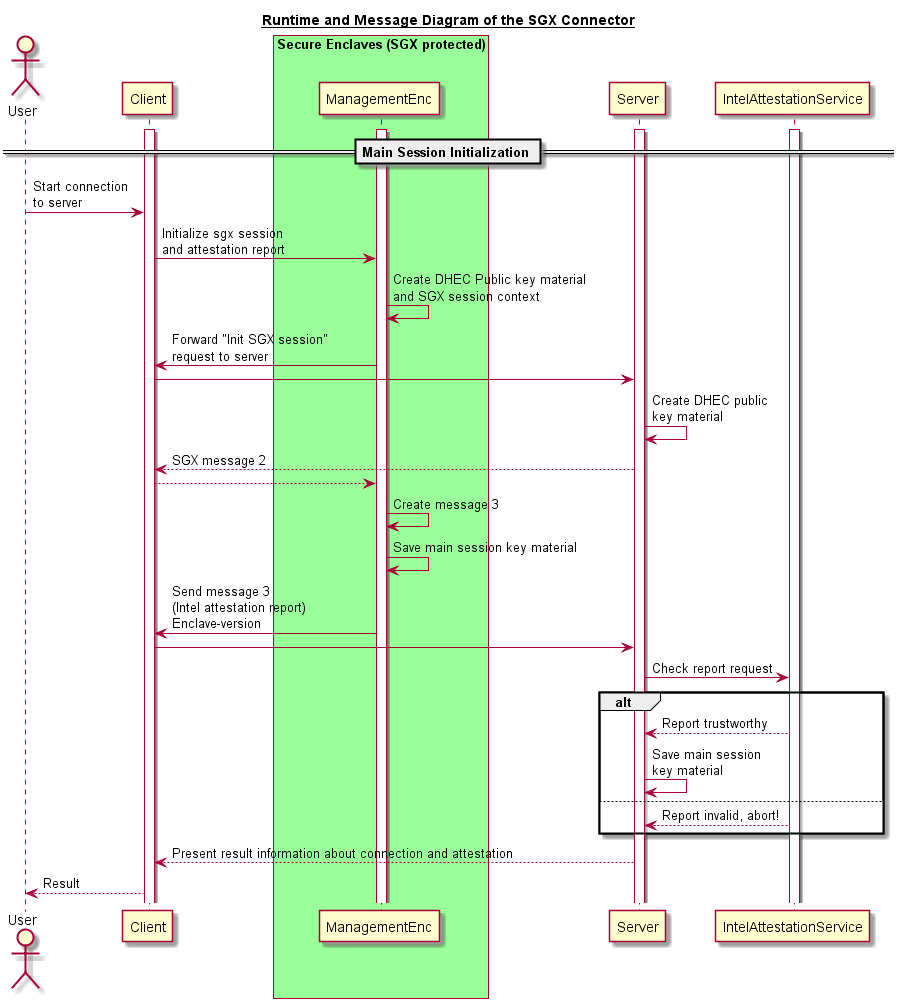 Runtime and Message Diagram of the SGX Connector
Secure Enclaves (SGX protected)
User
Client
ManagementEnc
Server
IntelAttestationService
Main Session Initialization
Start connection
to server
Initialize sgx session
and attestation report
Create DHEC Public key material
and SGX session context
Forward "Init SGX session"
request to server
Create DHEC public
key material
SGX message 2
Create message 3
Save main session key material
Send message 3
(Intel attestation report)
Enclave-version
Check report request
alt
Report trustworthy
Save main session
key material
Report invalid, abort!
Present result information about connection and attestation
Result
User
Client
ManagementEnc
Server
IntelAttestationService